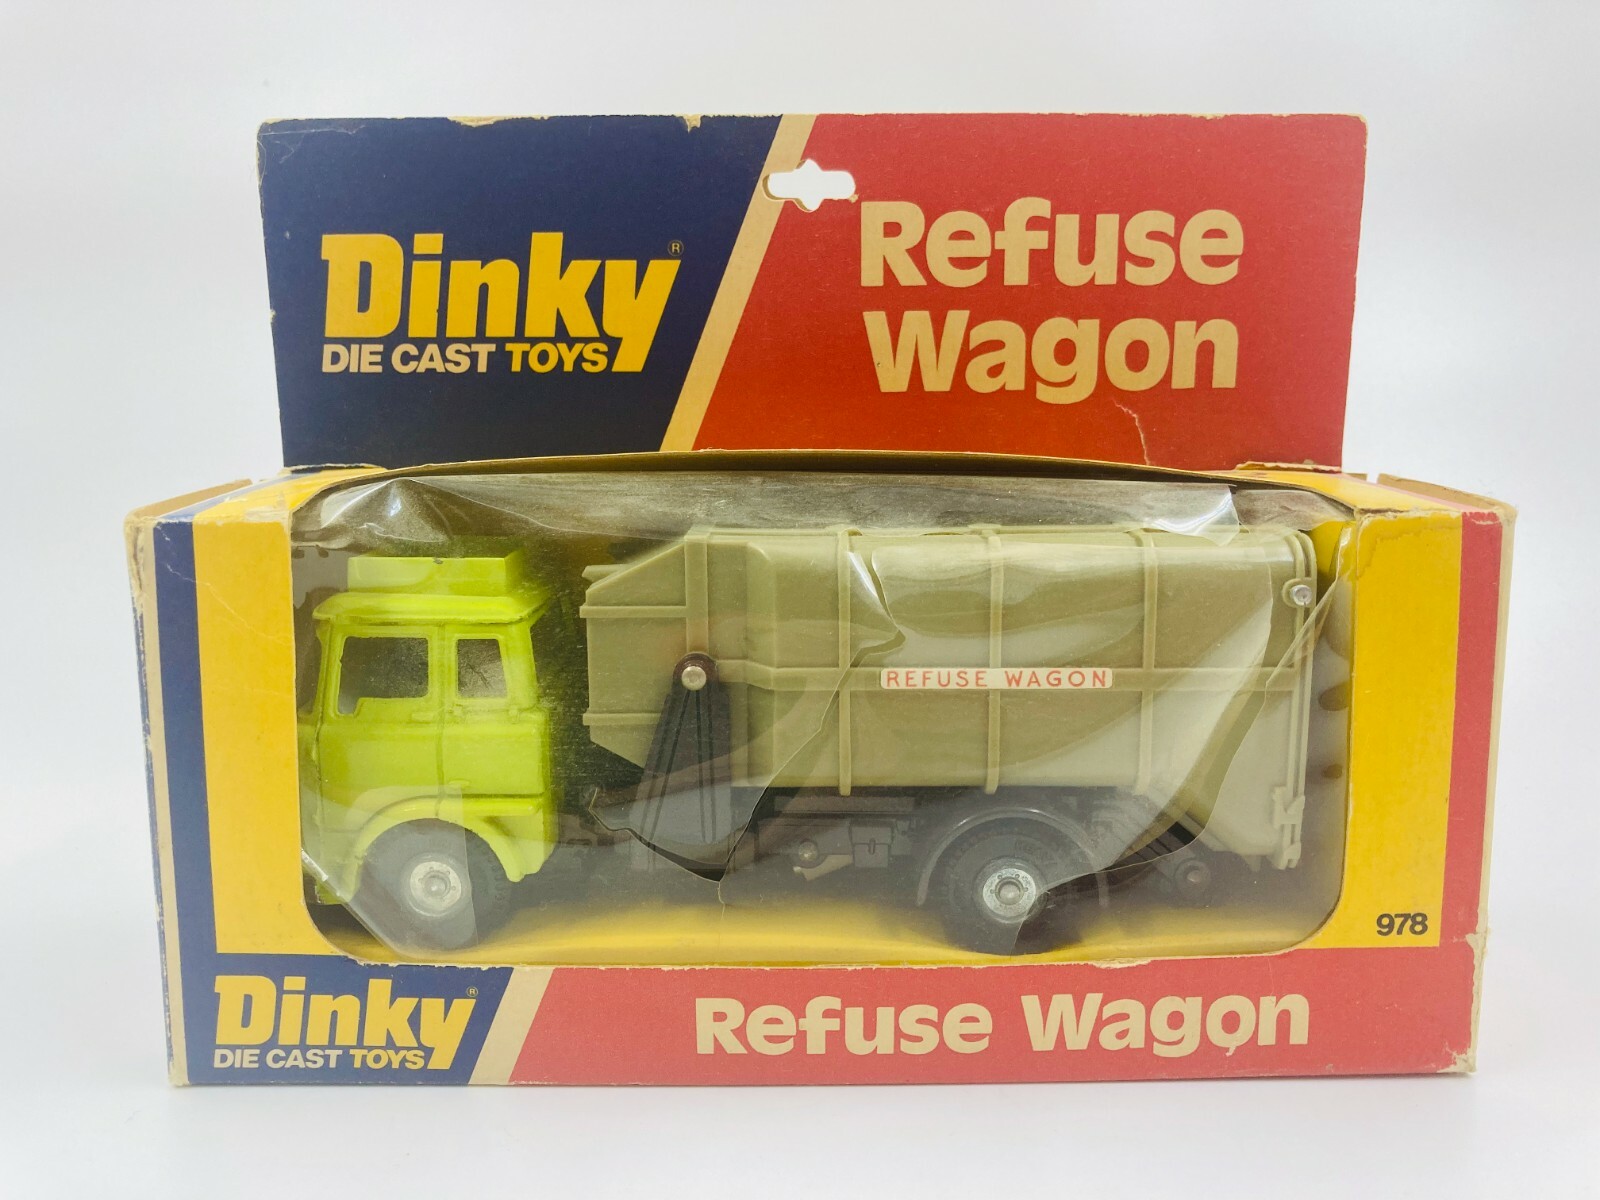 Dinky®
DIE CAST TOYS
Refuse
Wagon
REFUSE WAGON
978
Dinky®
DIE CAST TOYS
Refuse Wagon